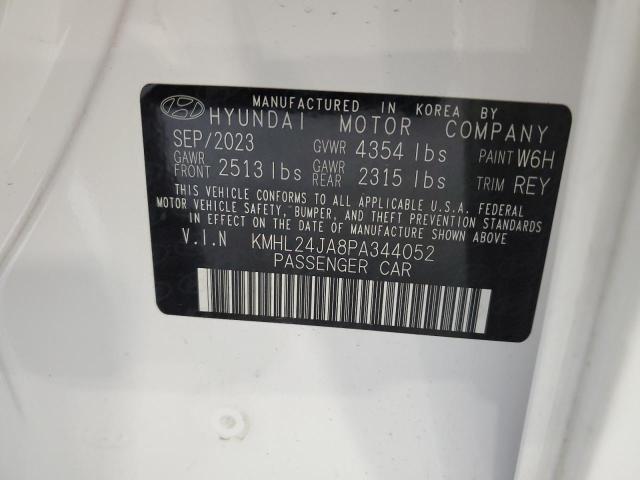 MANUFACTURED IN KOREA BY
HYUNDAI MOTOR COMPANY
SEP/2023 GVWR 4354 lbs PAINT W6H
GAWR FRONT 2513 lbs GAWR REAR 2315 lbs TRIM REY
THIS VEHICLE CONFORMS TO ALL APPLICABLE U.S.A. FEDERAL
MOTOR VEHICLE SAFETY, BUMPER, AND THEFT PREVENTION STANDARDS
IN EFFECT ON THE DATE OF MANUFACTURE SHOWN ABOVE.
V.I.N KMHL24JA8PA344052
PASSENGER CAR